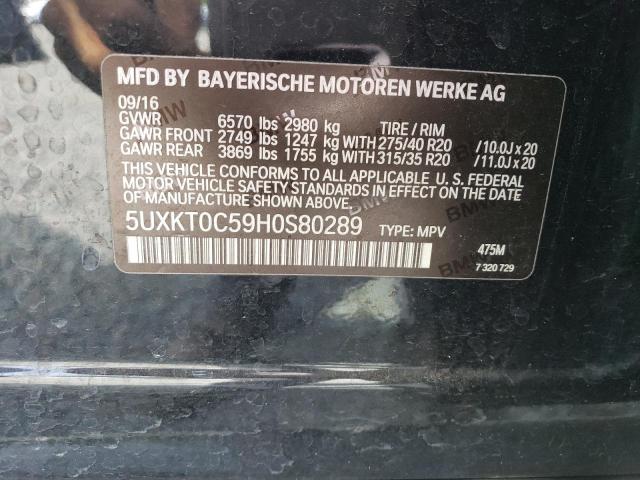 MFD BY BAYERISCHE MOTOREN WERKE AG
09/16
GVWR 6570 lbs 2980 kg TIRE / RIM
GAWR FRONT 2749 lbs 1247 kg WITH 275/40 R20 /10.0J x 20
GAWR REAR 3869 lbs 1755 kg WITH 315/35 R20 /11.0J x 20
THIS VEHICLE CONFORMS TO ALL APPLICABLE U. S. FEDERAL
MOTOR VEHICLE SAFETY STANDARDS IN EFFECT ON THE DATE
OF MANUFACTURE SHOWN ABOVE.
5UXKT0C59H0S80289 TYPE: MPV
475M
7 320 729